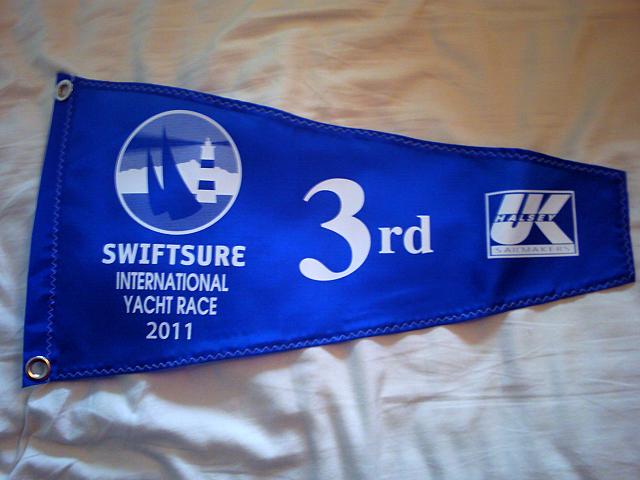 SWIFTSURE
INTERNATIONAL
YACHT RACE
2011
3rd
UK
HALSEY
SAILMAKERS